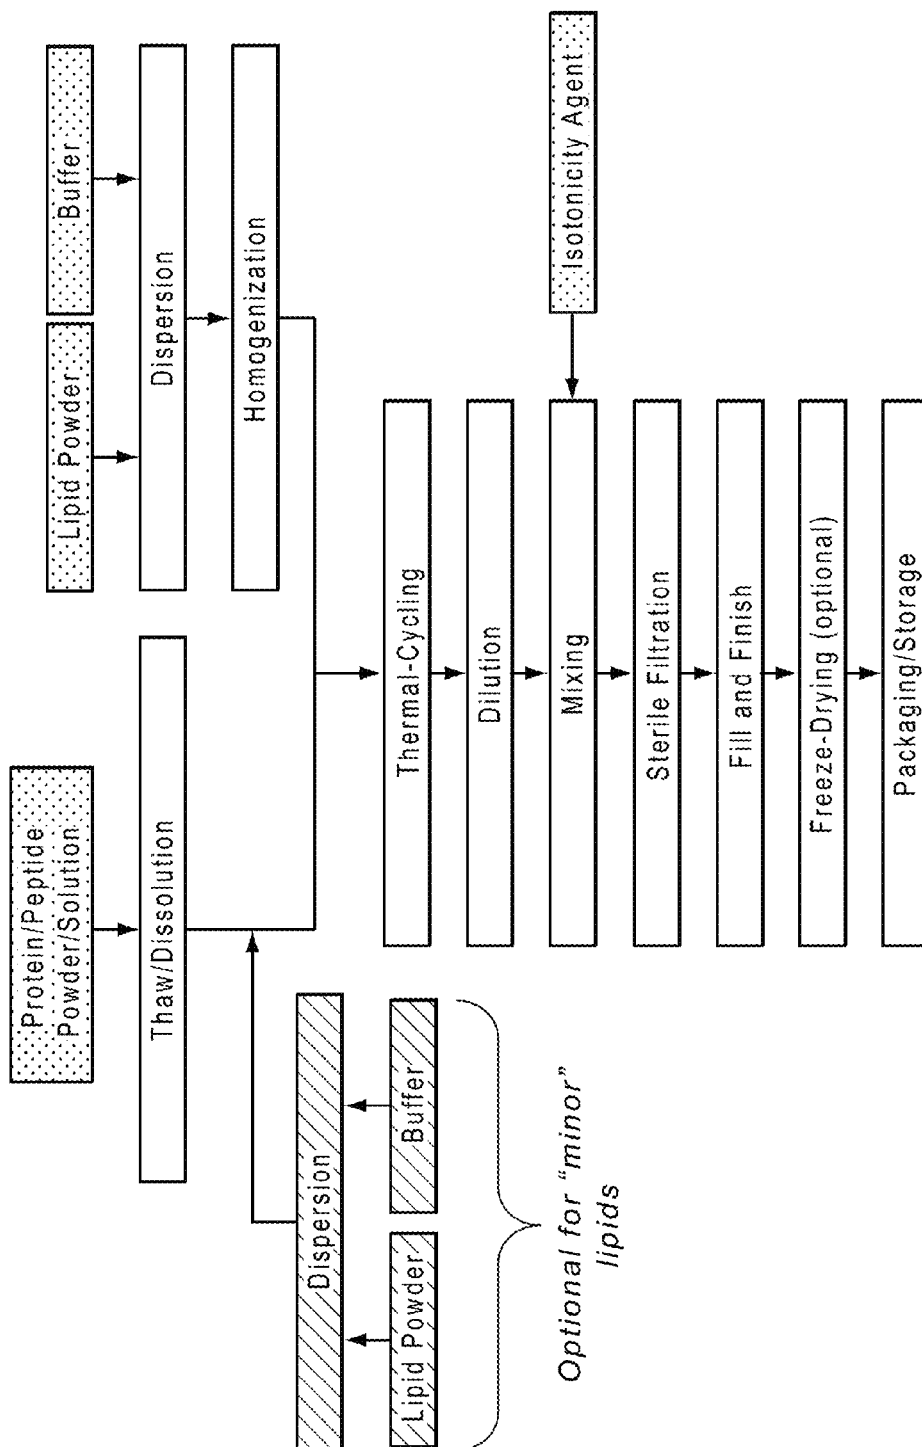 Protein/Peptide
Powder/Solution
Thaw/Dissolution
Lipid Powder
Buffer
Dispersion
Homogenization
Dispersion
Lipid Powder
Buffer
Optional for "minor"
lipids
Thermal-Cycling
Dilution
Mixing
Isotonicity Agent
Sterile Filtration
Fill and Finish
Freeze-Drying (optional)
Packaging/Storage